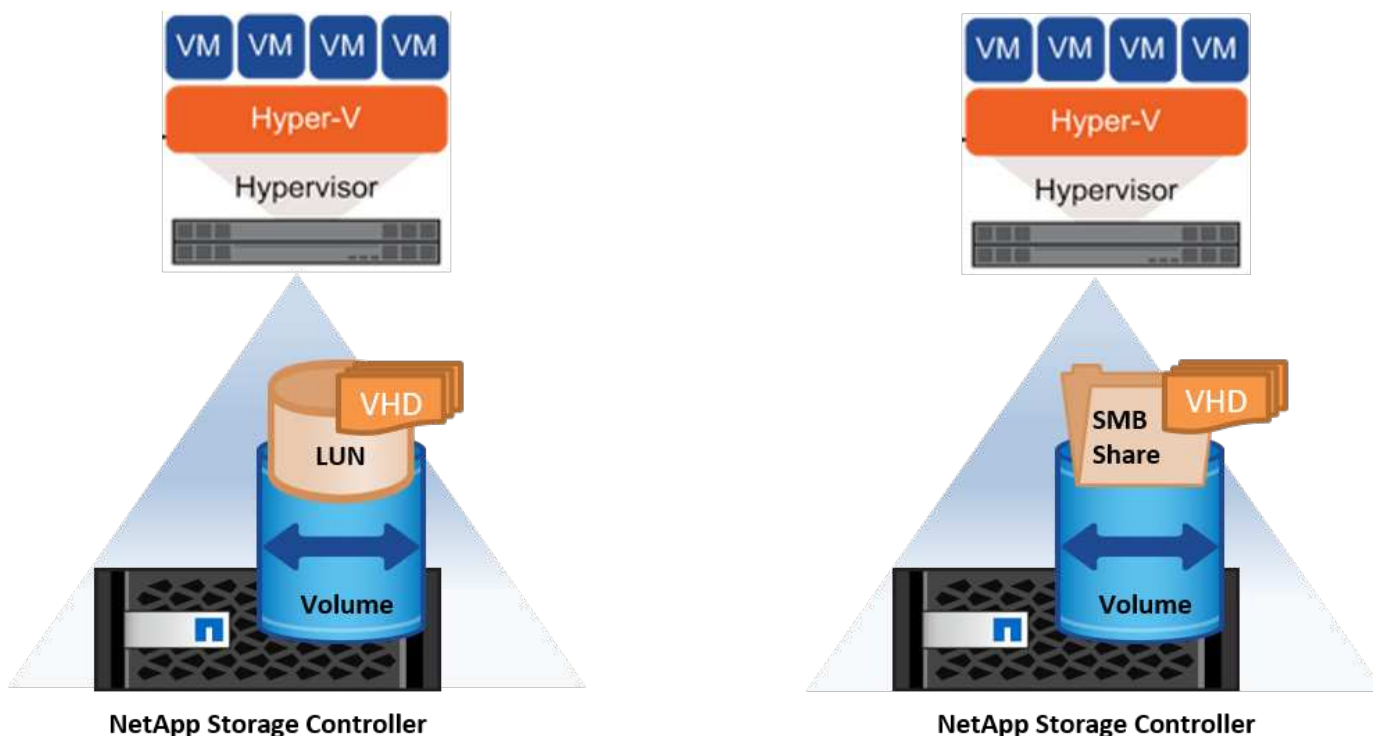 VM VM VM VM
Hyper-V
Hypervisor
VHD
LUN
Volume
NetApp Storage Controller
VM VM VM VM
Hyper-V
Hypervisor
VHD
SMB
Share
Volume
NetApp Storage Controller